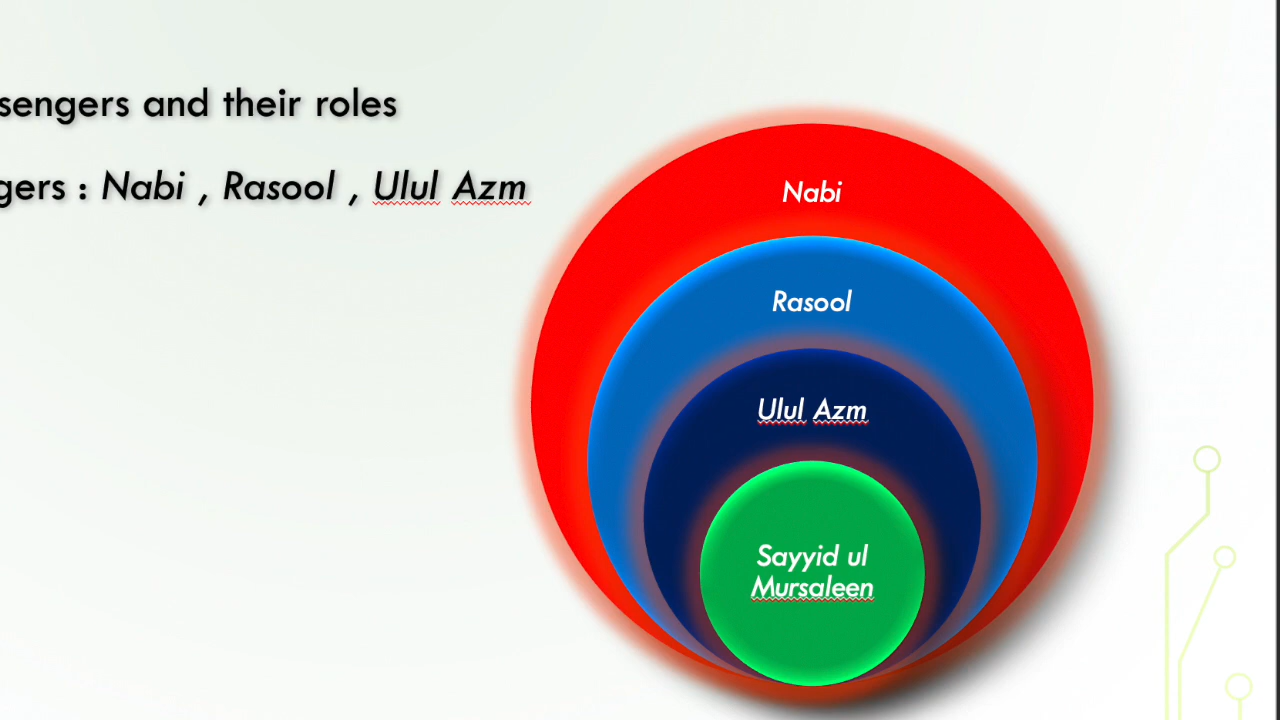 sengers and their roles
gers : Nabi , Rasool , Ulul Azm
Nabi
Rasool
Ulul Azm
Sayyid ul
Mursaleen